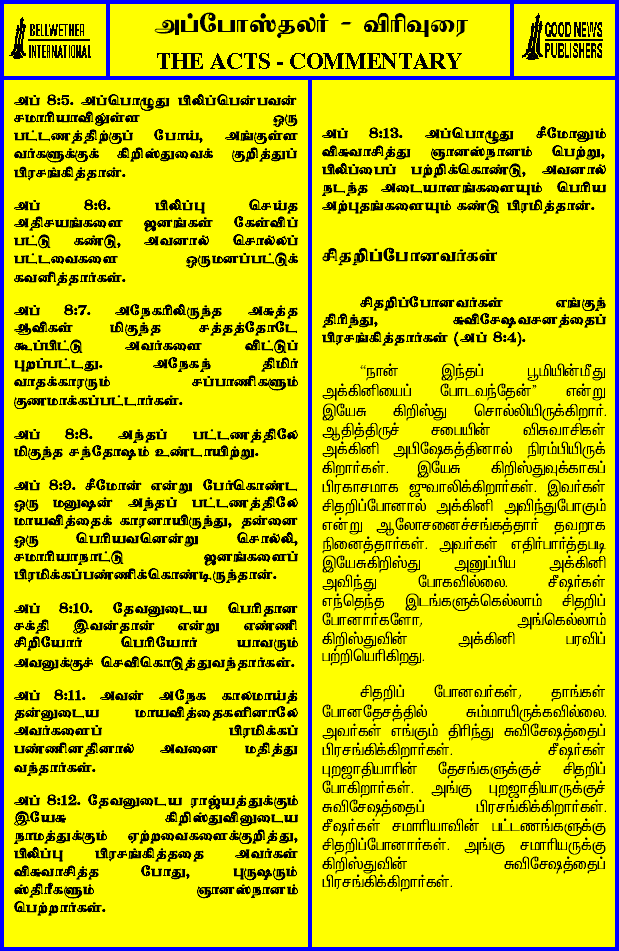 BELLWETHER
INTERNATIONAL
அப்போஸ்தலர் - விரிவுரை
THE ACTS - COMMENTARY
GOOD NEWS
PUBLISHERS
அப் 8:5. அப்பொழுது பிலிப்பென்பவன்
சமாரியாவிலுள்ள ஒரு
பட்டணத்திற்குப் போய், அங்குள்ள
வர்களுக்குக் கிறிஸ்துவைக் குறித்துப்
பிரசங்கித்தான்.
அப் 8:6. பிலிப்பு செய்த
அதிசயங்களை ஜனங்கள் கேள்விப்
பட்டு கண்டு, அவனால் சொல்லப்
பட்டவைகளை ஒருமனப்பட்டுக்
கவனித்தார்கள்.
அப் 8:7. அநேகரிலிருந்த அசுத்த
ஆவிகள் மிகுந்த சத்தத்தோடே
கூப்பிட்டு அவர்களை விட்டுப்
புறப்பட்டது. அநேகந் திமிர்
வாதக்காரரும் சப்பாணிகளும்
குணமாக்கப்பட்டார்கள்.
அப் 8:8. அந்தப் பட்டணத்திலே
மிகுந்த சந்தோஷம் உண்டாயிற்று.
அப் 8:9. சீமோன் என்று பேர்கொண்ட
ஒரு மனுஷன் அந்தப் பட்டணத்திலே
மாயவித்தைக் காரனாயிருந்து, தன்னை
ஒரு பெரியவனென்று சொல்லி,
சமாரியாநாட்டு ஜனங்களைப்
பிரமிக்கப்பண்ணிக்கொண்டிருந்தான்.
அப் 8:10. தேவனுடைய பெரிதான
சக்தி இவன்தான் என்று எண்ணி
சிறியோர் பெரியோர் யாவரும்
அவனுக்குச் செவிகொடுத்துவந்தார்கள்.
அப் 8:11. அவன் அநேக காலமாய்த்
தன்னுடைய மாயவித்தைகளினாலே
அவர்களைப் பிரமிக்கப்
பண்ணினதினால் அவனை மதித்து
வந்தார்கள்.
அப் 8:12. தேவனுடைய ராஜ்யத்துக்கும்
இயேசு கிறிஸ்துவினுடைய
நாமத்துக்கும் ஏற்றவைகளைக்குறித்து,
பிலிப்பு பிரசங்கித்ததை அவர்கள்
விசுவாசித்த போது, புருஷரும்
ஸ்திரீகளும் ஞானஸ்நானம்
பெற்றார்கள்.
அப் 8:13. அப்பொழுது சீமோனும்
விசுவாசித்து ஞானஸ்நானம் பெற்று,
பிலிப்பைப் பற்றிக்கொண்டு, அவனால்
நடந்த அடையாளங்களையும் பெரிய
அற்புதங்களையும் கண்டு பிரமித்தான்.
சிதறிப்போனவர்கள்
சிதறிப்போனவர்கள் எங்குந்
திரிந்து, சுவிசேஷவசனத்தைப்
பிரசங்கித்தார்கள் (அப் 8:4).
“நான் இந்தப் பூமியின்மீது
அக்கினியைப் போடவந்தேன்” என்று
இயேசு கிறிஸ்து சொல்லியிருக்கிறார்.
ஆதித்திருச் சபையின் விசுவாசிகள்
அக்கினி அபிஷேகத்தினால் நிரம்பியிருக்
கிறார்கள். இயேசு கிறிஸ்துவுக்காகப்
பிரகாசமாக ஜுவாலிக்கிறார்கள். இவர்கள்
சிதறிப்போனால் அக்கினி அவிந்துபோகும்
என்று ஆலோசனைச்சங்கத்தார் தவறாக
நினைத்தார்கள். அவர்கள் எதிர்பார்த்தபடி
இயேசுகிறிஸ்து அனுப்பிய அக்கினி
அவிந்து போகவில்லை. சீஷர்கள்
எந்தெந்த இடங்களுக்கெல்லாம் சிதறிப்
போனார்களோ, அங்கெல்லாம்
கிறிஸ்துவின் அக்கினி பரவிப்
பற்றியெரிகிறது.
சிதறிப் போனவர்கள், தாங்கள்
போனதேசத்தில் சும்மாயிருக்கவில்லை.
அவர்கள் எங்கும் திரிந்து சுவிசேஷத்தைப்
பிரசங்கிக்கிறார்கள். சீஷர்கள்
புறஜாதியாரின் தேசங்களுக்குச் சிதறிப்
போகிறார்கள். அங்கு புறஜாதியாருக்குச்
சுவிசேஷத்தைப் பிரசங்கிக்கிறார்கள்.
சீஷர்கள் சமாரியாவின் பட்டணங்களுக்கு
சிதறிப்போனார்கள். அங்கு சமாரியருக்கு
கிறிஸ்துவின் சுவிசேஷத்தைப்
பிரசங்கிக்கிறார்கள்.